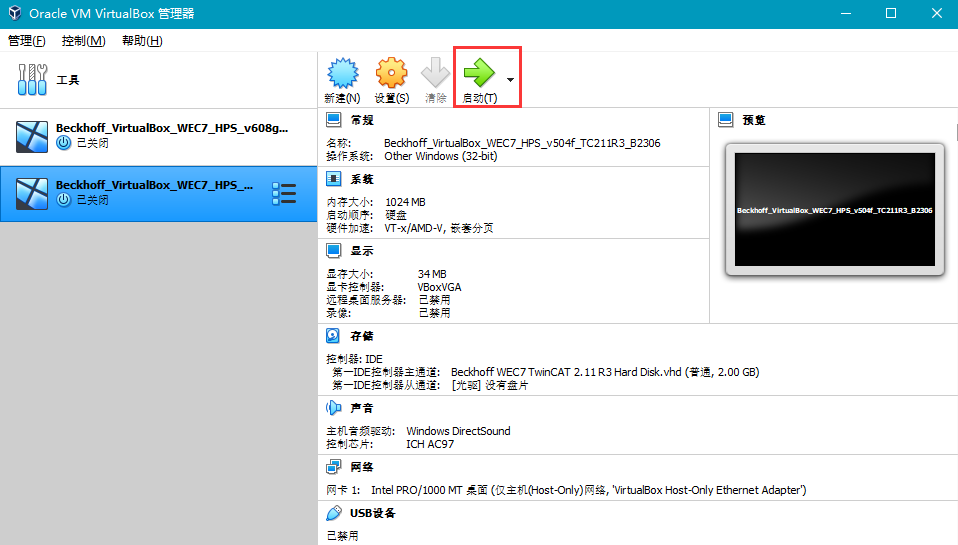 Oracle VM VirtualBox 管理器
管理(F) 控制(M) 帮助(H)
工具
新建(N) 设置(S) 清除 启动(T)
Beckhoff_VirtualBox_WEC7_HPS_v608g...
已关闭
Beckhoff_VirtualBox_WEC7_HPS_...
已关闭
常规
名称: Beckhoff_VirtualBox_WEC7_HPS_v504f_TC211R3_B2306
操作系统: Other Windows (32-bit)
系统
内存大小: 1024 MB
启动顺序: 硬盘
硬件加速: VT-x/AMD-V, 嵌套分页
显示
显存大小: 34 MB
显卡控制器: VBoxVGA
远程桌面服务器: 已禁用
录像: 已禁用
预览
Beckhoff_VirtualBox_WEC7_HPS_v504f_TC211R3_B2306
存储
控制器: IDE
第一IDE控制器主通道: Beckhoff WEC7 TwinCAT 2.11 R3 Hard Disk.vhd (普通, 2.00 GB)
第一IDE控制器从通道: [光驱] 没有盘片
声音
主机音频驱动: Windows DirectSound
控制芯片: ICH AC97
网络
网卡 1: Intel PRO/1000 MT 桌面 (仅主机(Host-Only)网络, 'VirtualBox Host-Only Ethernet Adapter')
USB设备
已禁用